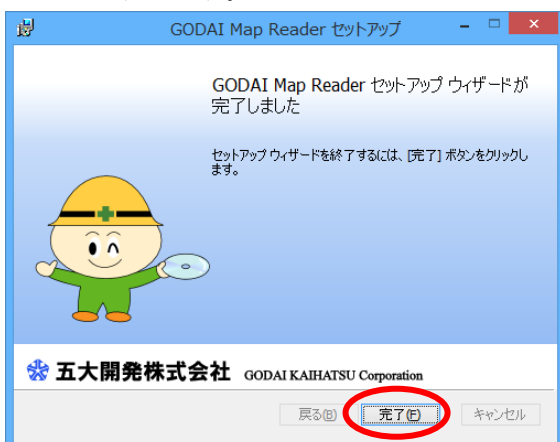 GODAI Map Reader セットアップ
GODAI Map Reader セットアップ ウィザードが
完了しました
セットアップ ウィザードを終了するには、[完了] ボタンをクリックし
ます。
五大開発株式会社 GODAI KAIHATSU Corporation
戻る(B) 完了(F) キャンセル